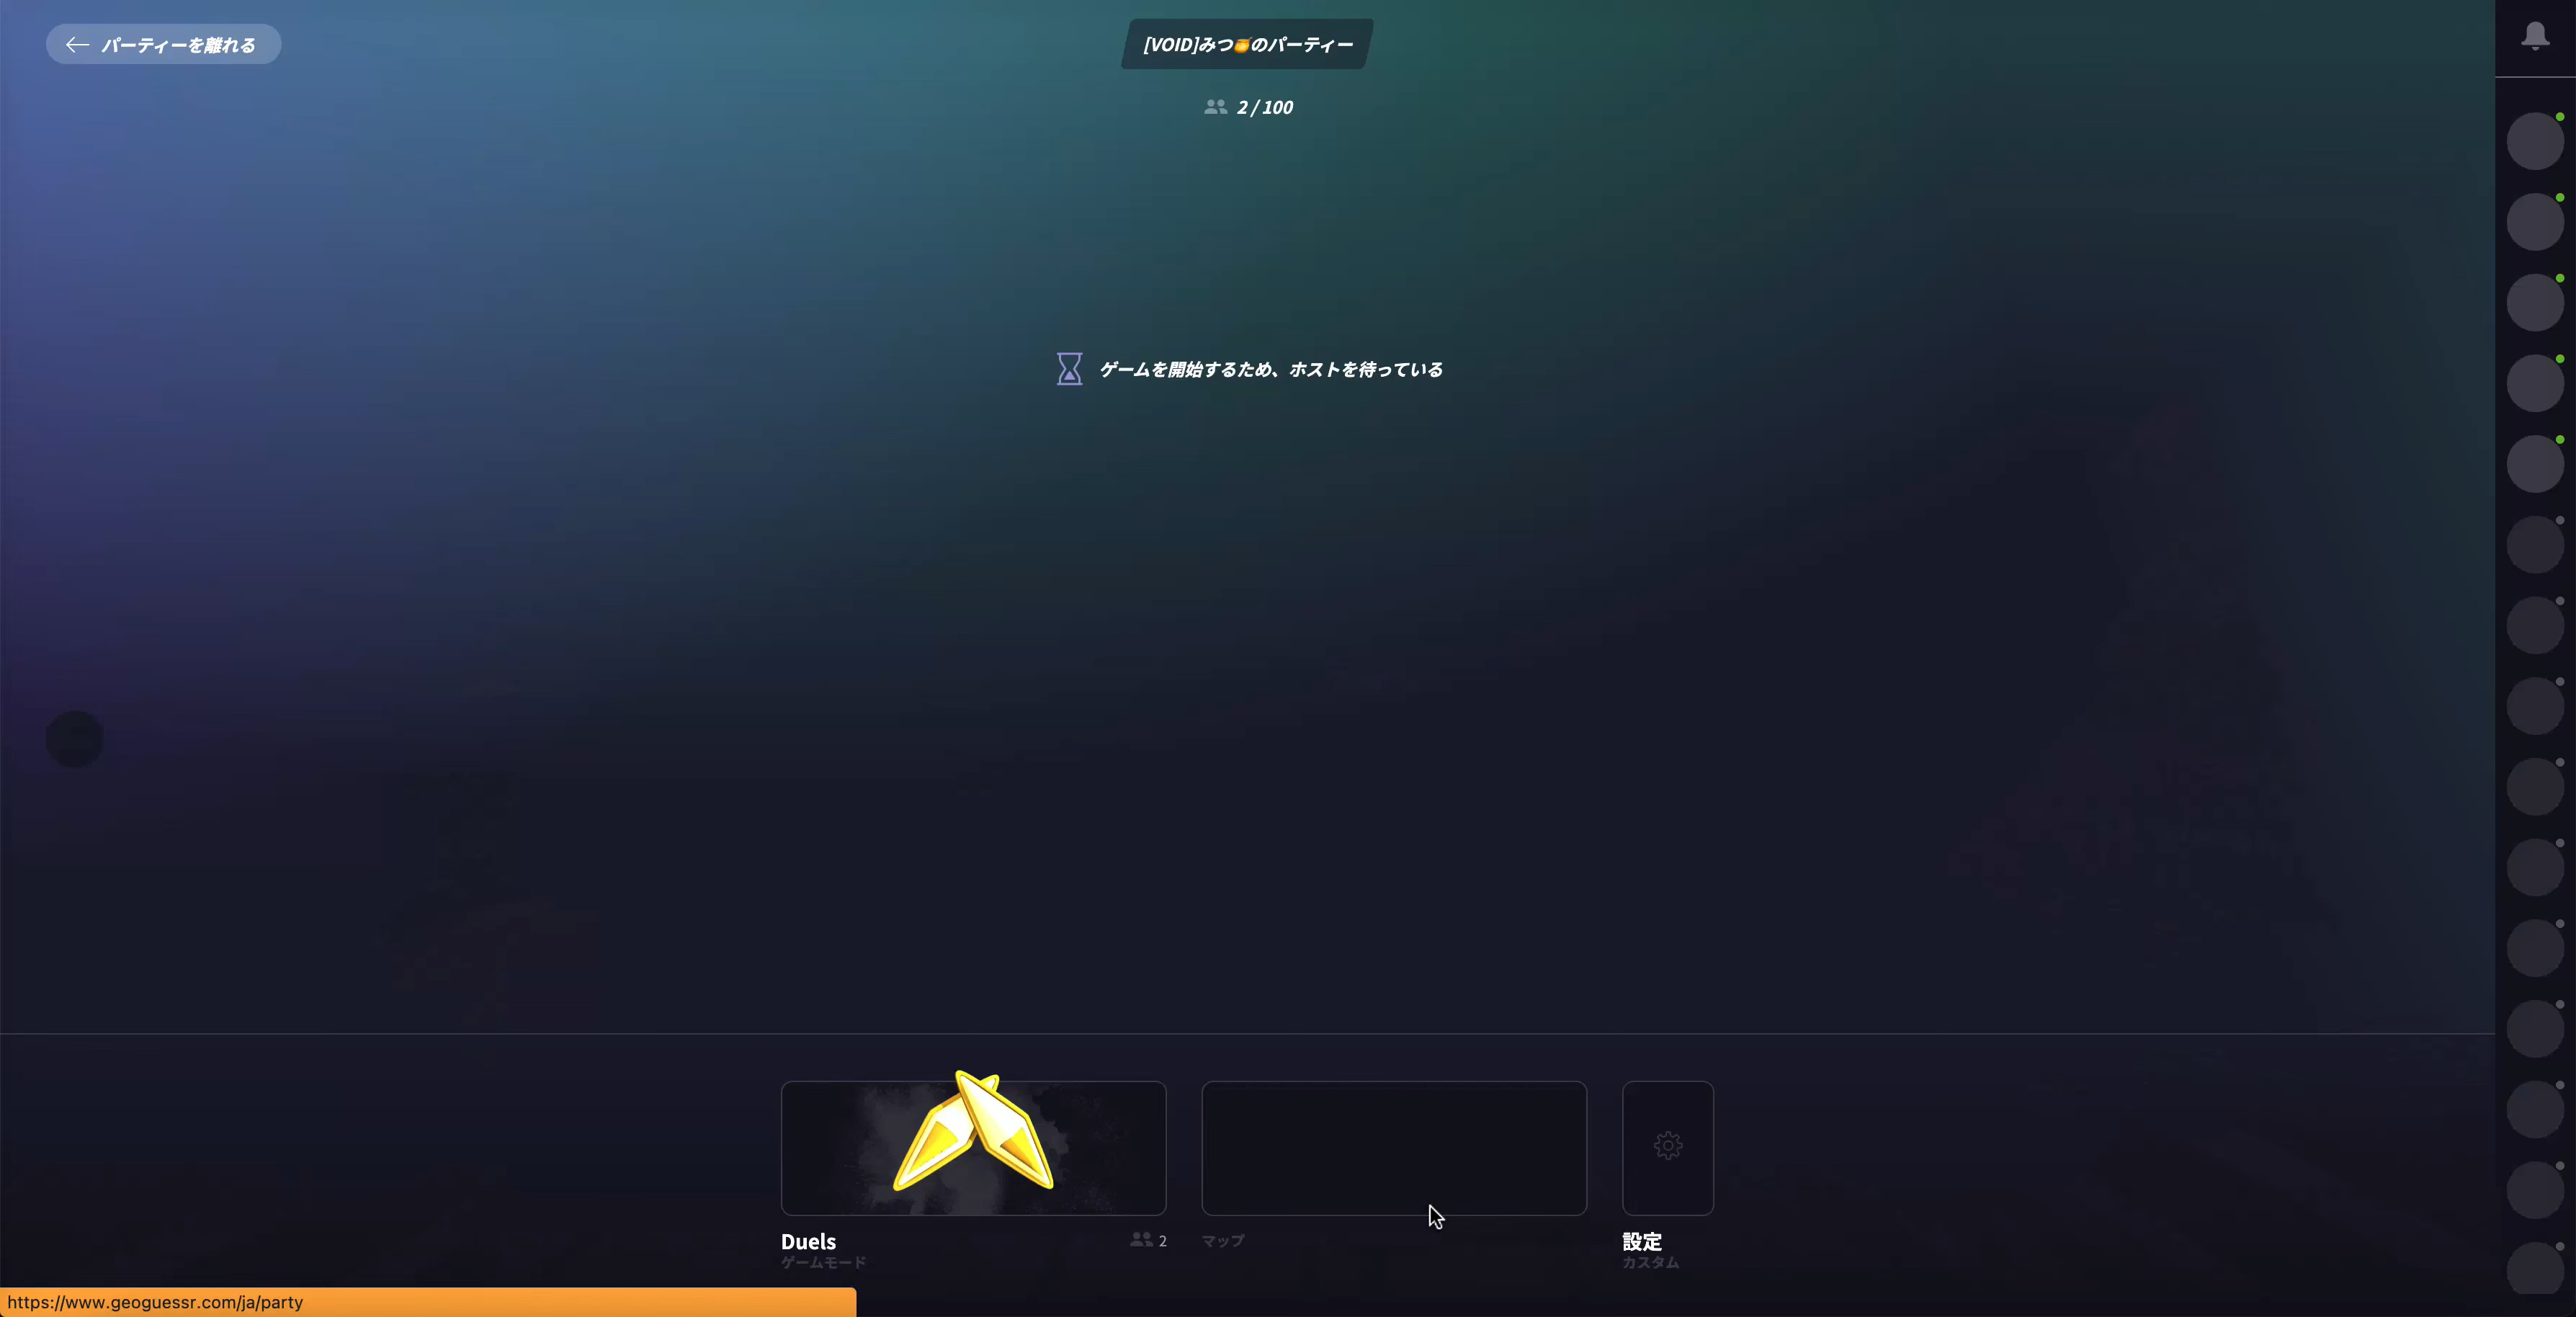 パーティーを離れる
[VOID]みつ🍯のパーティー
2 / 100
ゲームを開始するため、ホストを待っている
Duels
2
ゲームモード
マップ
設定
カスタム
https://www.geoguessr.com/ja/party